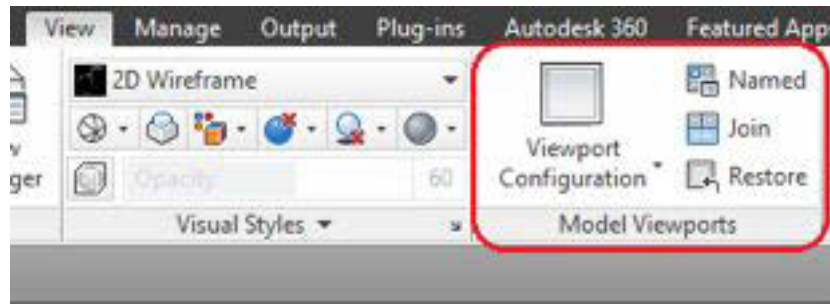 View Manage Output Plug-ins Autodesk 360 Featured App
2D Wireframe
Named
Join
Viewport
Configuration
ger
Opacity 60
Restore
Visual Styles
Model Viewports